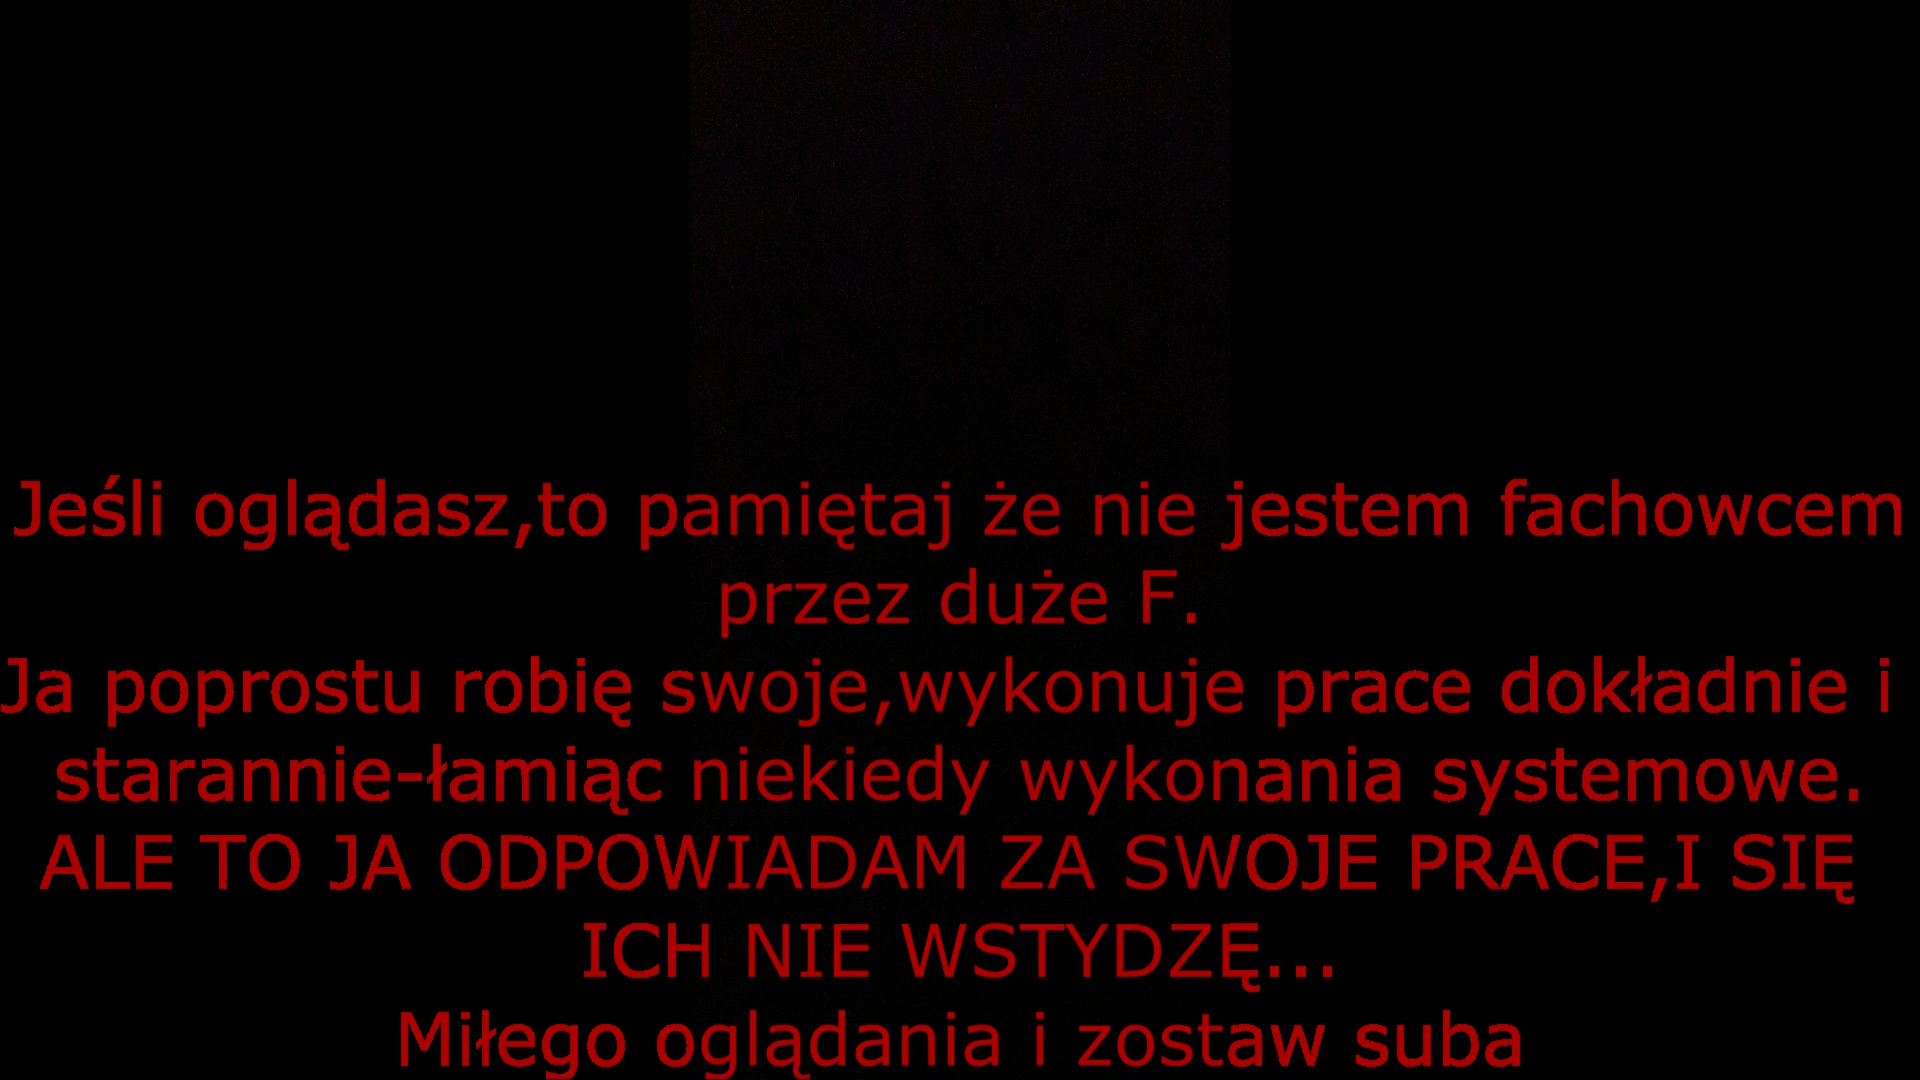 Jeśli oglądasz,to pamiętaj że nie jestem fachowcem
przez duże F.
Ja poprostu robię swoje,wykonuje prace dokładnie i
starannie-łamiąc niekiedy wykonania systemowe.
ALE TO JA ODPOWIADAM ZA SWOJE PRACE,I SIĘ
ICH NIE WSTYDZĘ...
Miłego oglądania i zostaw suba